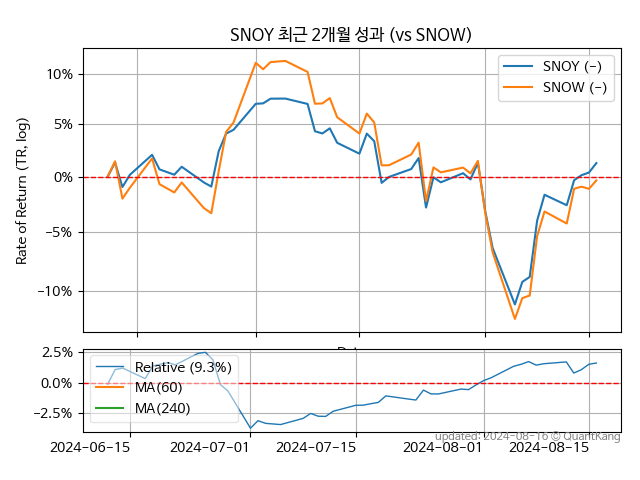 SNOY 최근 2개월 성과 (vs SNOW)
Rate of Return (TR, log)
10%
5%
0%
−5%
−10%
SNOY (-)
SNOW (-)
2.5%
0.0%
−2.5%
Relative (9.3%)
MA(60)
MA(240)
updated: 2024-08-16 © QuantKang
2024-06-15
2024-07-01
2024-07-15
2024-08-01
2024-08-15